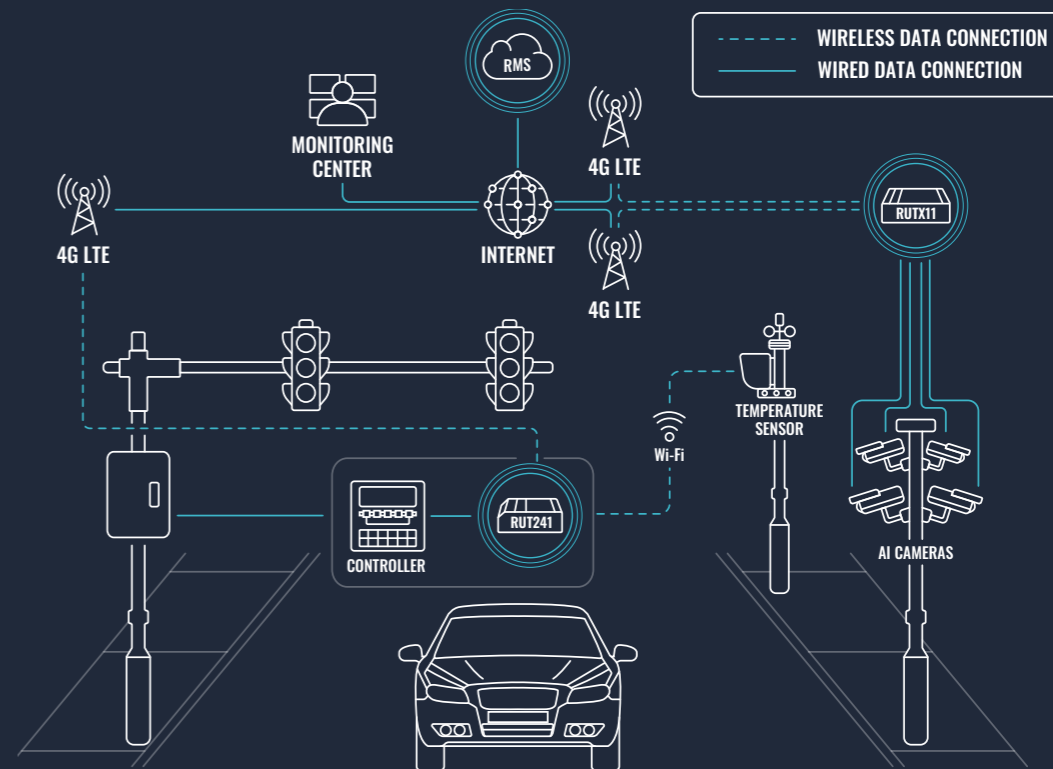 WIRELESS DATA CONNECTION
WIRED DATA CONNECTION
RMS
MONITORING
CENTER
4G LTE
RUTX11
4G LTE
INTERNET
4G LTE
TEMPERATURE
SENSOR
Wi-Fi
RUT241
CONTROLLER
AI CAMERAS